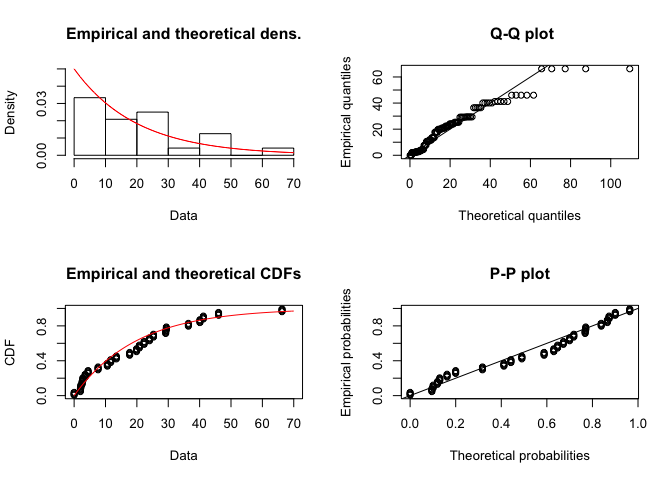 Empirical and theoretical dens.
Density
0.00 0.03
0 10 20 30 40 50 60 70
Data
Q-Q plot
Empirical quantiles
0 20 40 60
0 20 40 60 80 100
Theoretical quantiles
Empirical and theoretical CDFs
CDF
0.0 0.4 0.8
0 10 20 30 40 50 60 70
Data
P-P plot
Empirical probabilities
0.0 0.4 0.8
0.0 0.2 0.4 0.6 0.8 1.0
Theoretical probabilities